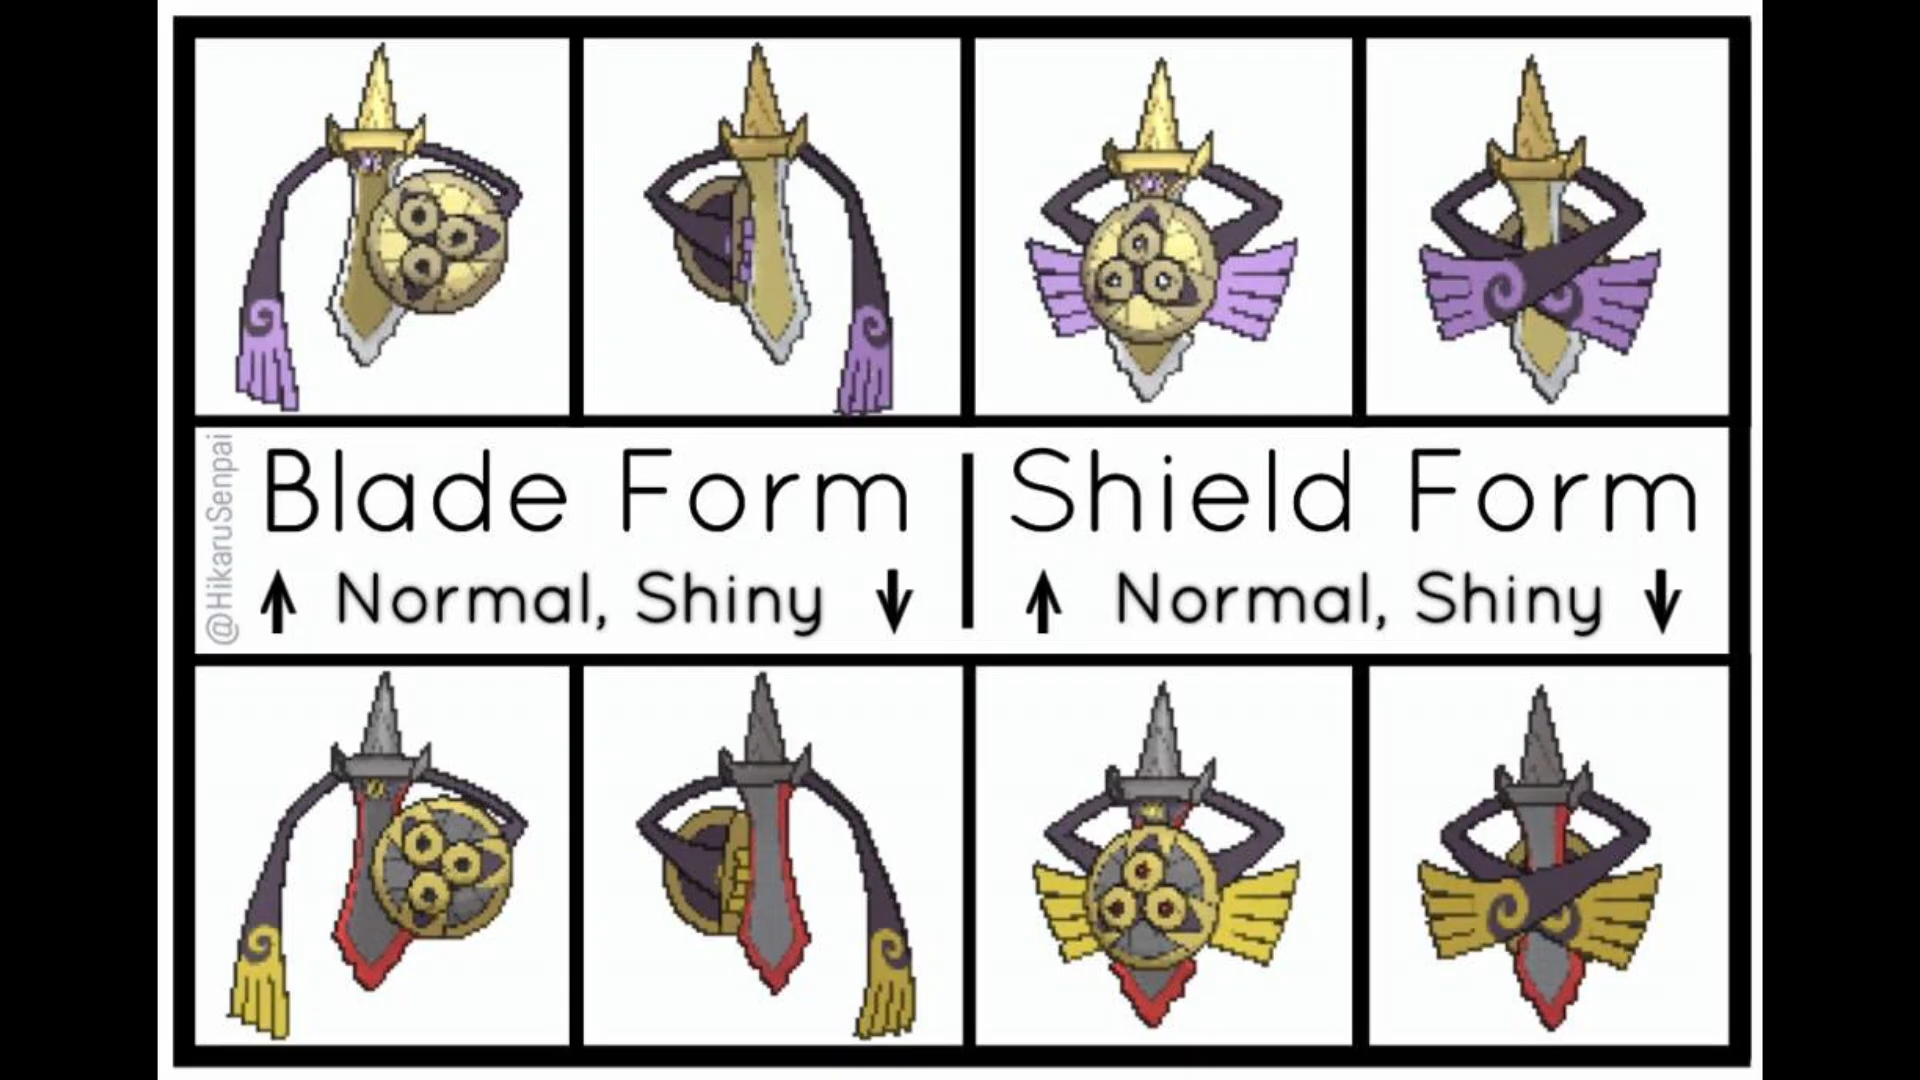 @HikaruSenpai
Blade Form | Shield Form
↑ Normal, Shiny ↓ ↑ Normal, Shiny ↓